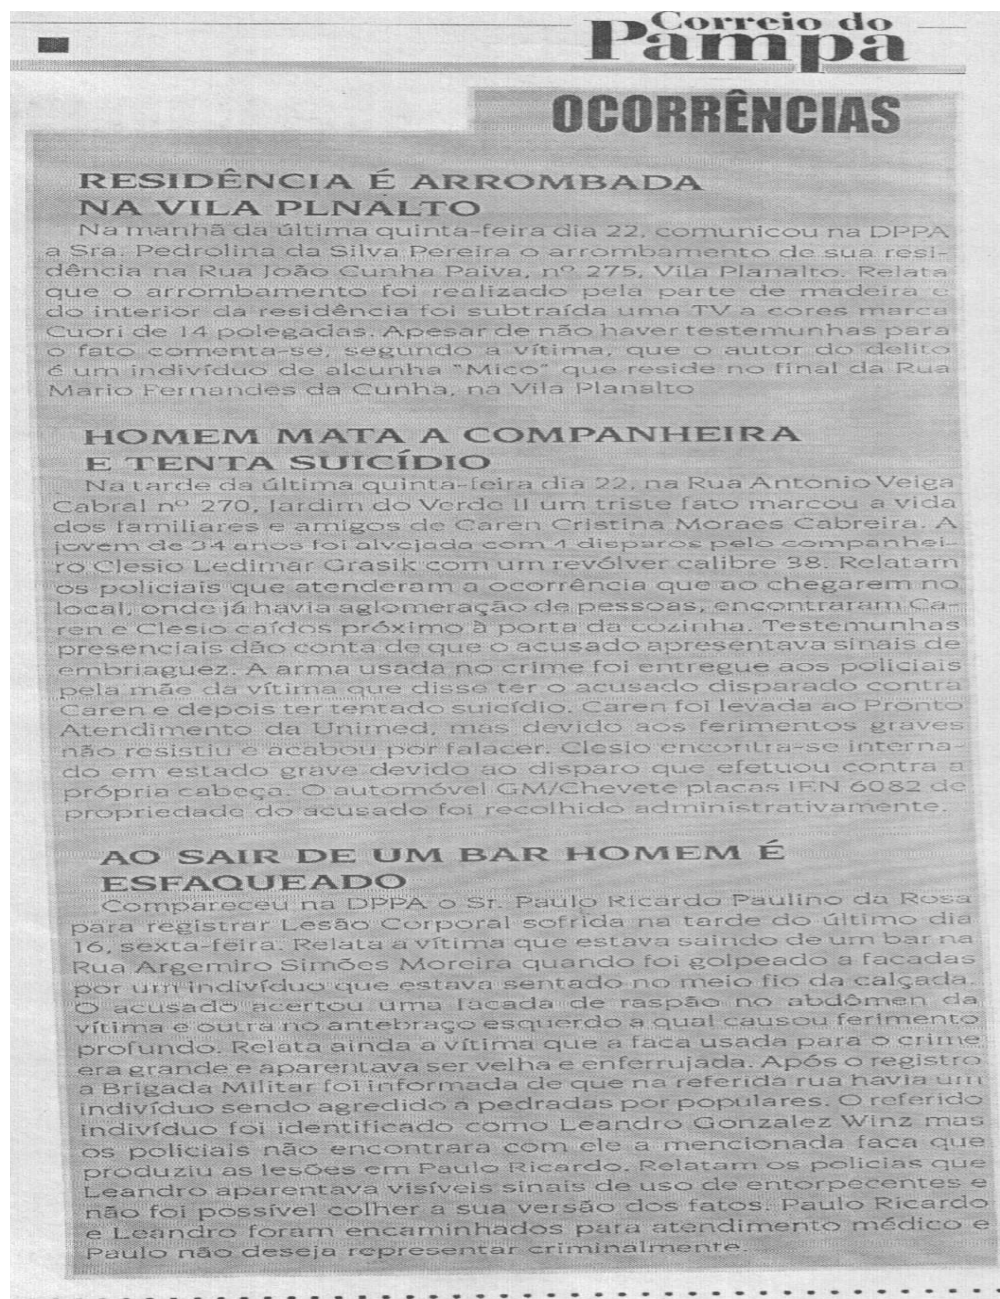 Correio do
Pampa
OCORRÊNCIAS
RESIDÊNCIA É ARROMBADA
NA VILA PLNALTO
Na manhã da última quinta-feira dia 22, comunicou na DPPA
a Sra. Pedrolina da Silva Pereira o arrombamento de sua resi-
dência na Rua João Cunha Paiva, nº 275, Vila Planalto. Relata
que o arrombamento foi realizado pela parte de madeira e
do interior da residência foi subtraída uma TV a cores marca
Cuori de 14 polegadas. Apesar de não haver testemunhas para
o fato comenta-se, segundo a vítima, que o autor do delito
é um indivíduo de alcunha "Mico" que reside no final da Rua
Mario Fernandes da Cunha, na Vila Planalto
HOMEM MATA A COMPANHEIRA
E TENTA SUICÍDIO
Na tarde da última quinta-feira dia 22, na Rua Antonio Veiga
Cabral nº 270, Jardim do Verde II um triste fato marcou a vida
dos familiares e amigos de Caren Cristina Moraes Cabreira. A
jovem de 34 anos foi alvejada com 4 disparos pelo companhei-
ro Clesio Ledimar Grasik com um revólver calibre 38. Relatam
os policiais que atenderam a ocorrência que ao chegarem no
local, onde já havia aglomeração de pessoas, encontraram Ca-
ren e Clesio caídos próximo à porta da cozinha. Testemunhas
presenciais dão conta de que o acusado apresentava sinais de
embriaguez. A arma usada no crime foi entregue aos policiais
pela mãe da vítima que disse ter o acusado disparado contra
Caren e depois ter tentado suicídio. Caren foi levada ao Pronto
Atendimento da Unimed, mas devido aos ferimentos graves
não resistiu e acabou por falacer. Clesio encontra-se interna-
do em estado grave devido ao disparo que efetuou contra a
própria cabeça. O automóvel GM/Chevete placas IEN 6082 de
propriedade do acusado foi recolhido administrativamente.
AO SAIR DE UM BAR HOMEM É
ESFAQUEADO
Compareceu na DPPA o Sr. Paulo Ricardo Paulino da Rosa
para registrar Lesão Corporal sofrida na tarde do último dia
16, sexta-feira. Relata a vítima que estava saindo de um bar na
Rua Argemiro Simões Moreira quando foi golpeado a facadas
por um indivíduo que estava sentado no meio fio da calçada.
O acusado acertou uma facada de raspão no abdômen da
vítima e outra no antebraço esquerdo a qual causou ferimento
profundo. Relata ainda a vítima que a faca usada para o crime
era grande e aparentava ser velha e enferrujada. Após o registro
a Brigada Militar foi informada de que na referida rua havia um
indivíduo sendo agredido a pedradas por populares. O referido
indivíduo foi identificado como Leandro Gonzalez Winz mas
os policiais não encontrara com ele a mencionada faca que
produziu as lesões em Paulo Ricardo. Relatam os policias que
Leandro aparentava visíveis sinais de uso de entorpecentes e
não foi possível colher a sua versão dos fatos. Paulo Ricardo
e Leandro foram encaminhados para atendimento médico e
Paulo não deseja representar criminalmente.